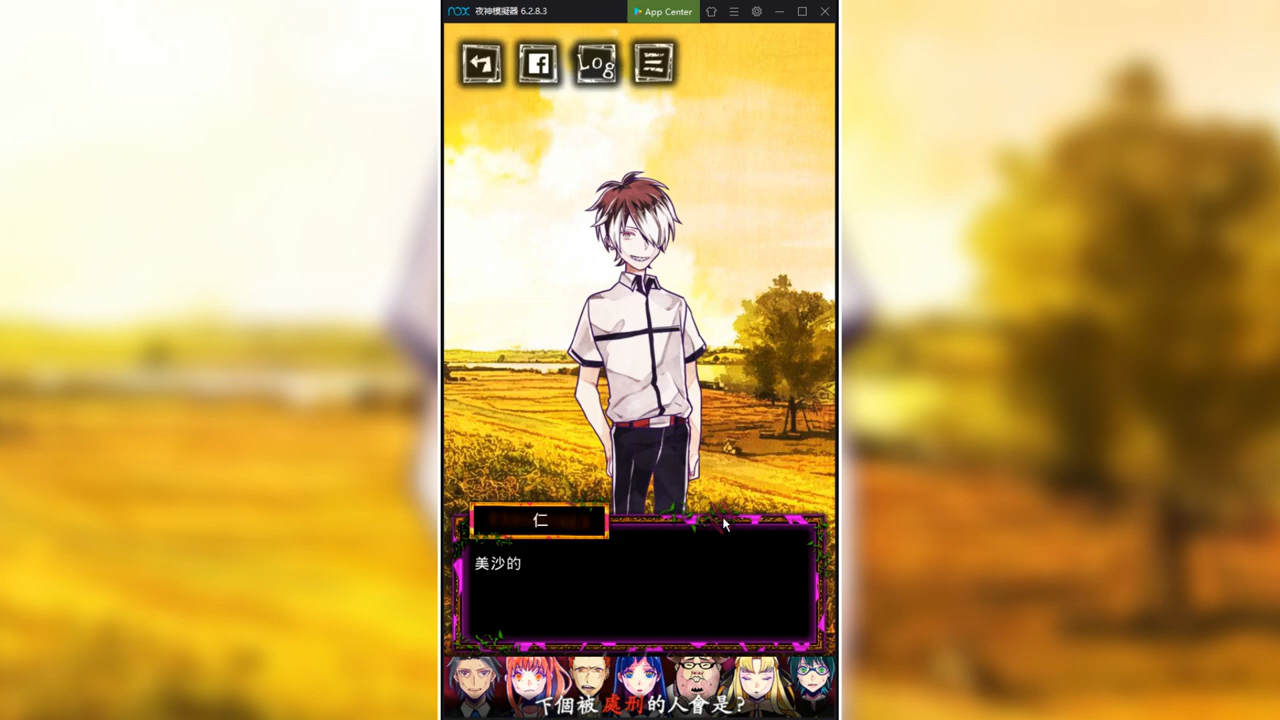 nox 夜神模擬器 6.2.8.3 App Center
Log
仁
美沙的
下個被處刑的人會是?